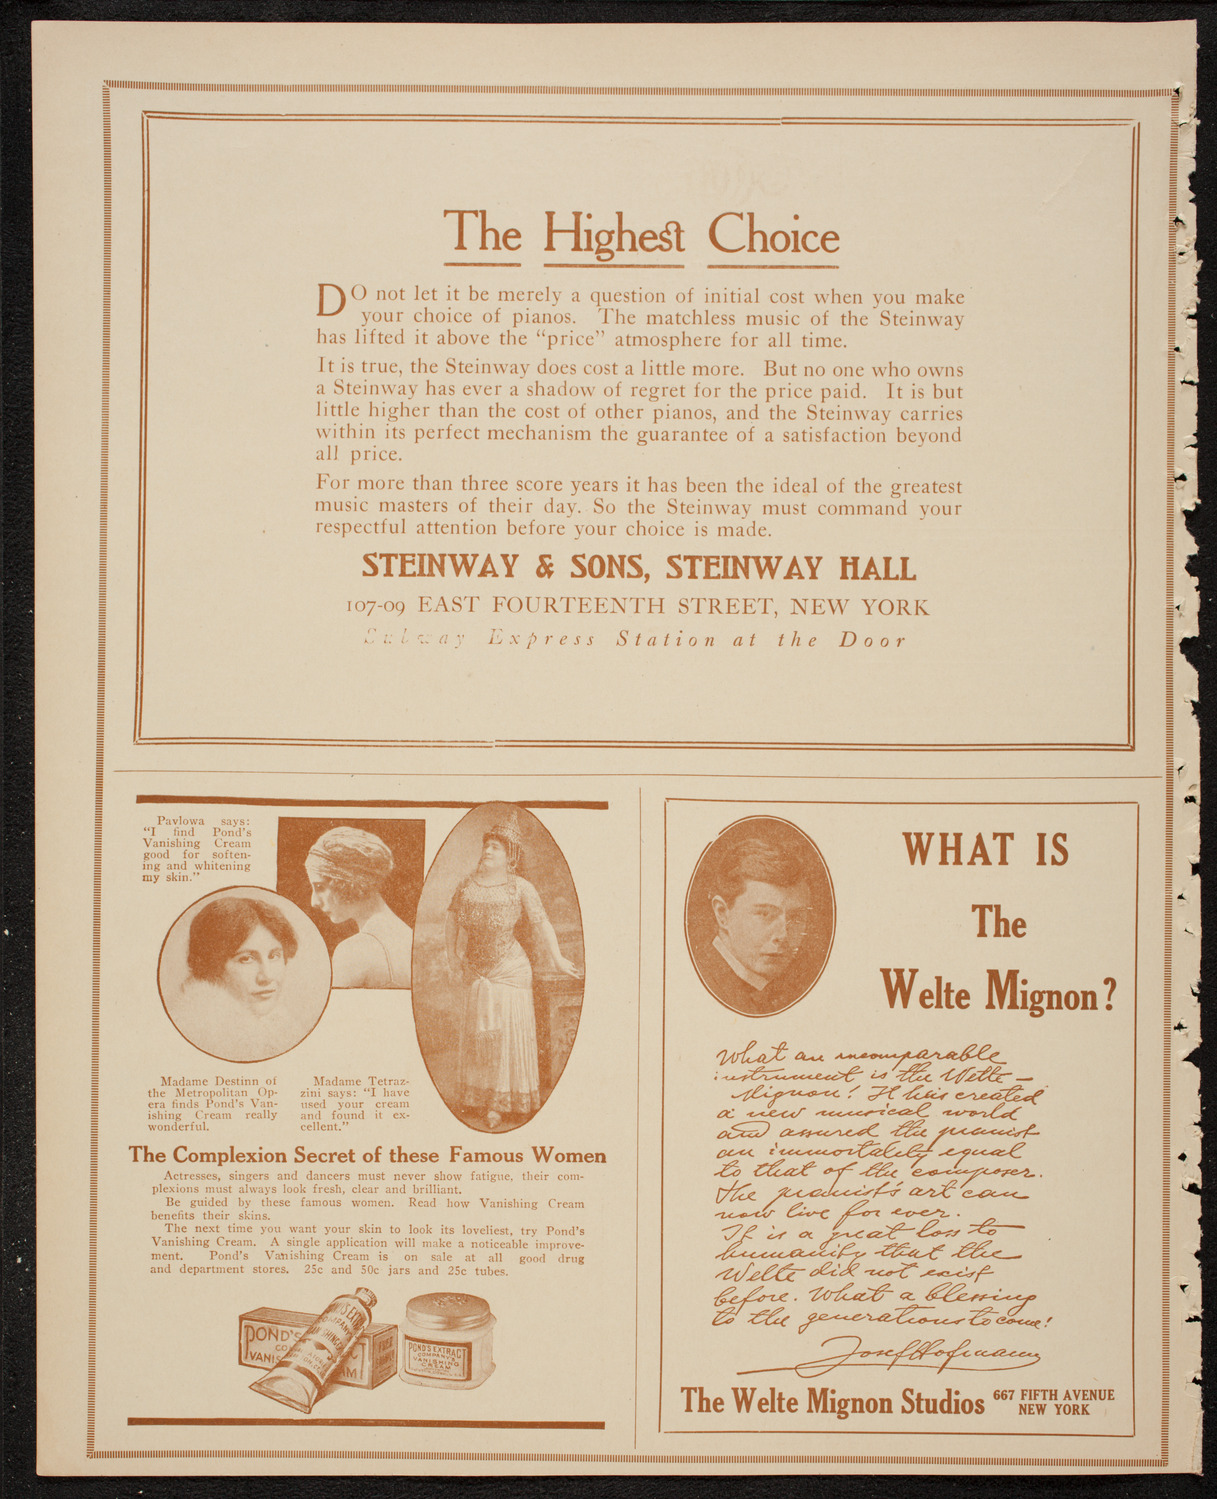 The Highest Choice
DO not let it be merely a question of initial cost when you make
your choice of pianos. The matchless music of the Steinway
has lifted it above the “price” atmosphere for all time.
It is true, the Steinway does cost a little more. But no one who owns
a Steinway has ever a shadow of regret for the price paid. It is but
little higher than the cost of other pianos, and the Steinway carries
within its perfect mechanism the guarantee of a satisfaction beyond
all price.
For more than three score years it has been the ideal of the greatest
music masters of their day. So the Steinway must command your
respectful attention before your choice is made.
STEINWAY & SONS, STEINWAY HALL
107-09 EAST FOURTEENTH STREET, NEW YORK
Subway Express Station at the Door
Pavlowa says:
“I find Pond's
Vanishing Cream
good for soften-
ing and whitening
my skin.”
Madame Destinn of
the Metropolitan Op-
era finds Pond's Van-
ishing Cream really
wonderful.
Madame Tetraz-
zini says: “I have
used your cream
and found it ex-
cellent.”
The Complexion Secret of these Famous Women
Actresses, singers and dancers must never show fatigue, their com-
plexions must always look fresh, clear and brilliant.
Be guided by these famous women. Read how Vanishing Cream
benefits their skins.
The next time you want your skin to look its loveliest, try Pond's
Vanishing Cream. A single application will make a noticeable improve-
ment. Pond's Vanishing Cream is on sale at all good drug
and department stores. 25c and 50c jars and 25c tubes.
POND'S
VANIS
AM
POND'S EXTRACT
COMPANY'S
VANISHING
CREAM
WHAT IS
The
Welte Mignon?
What an incomparable
instrument is the Welte-
Mignon! It has created
a new musical world
and assured the pianist
an immortality equal
to that of the composer.
The pianist's art can
now live for ever.
It is a great loss to
humanity that the
Welte did not exist
before. What a blessing
to the generations to come!
Josef Hofmann
The Welte Mignon Studios 667 FIFTH AVENUE
NEW YORK